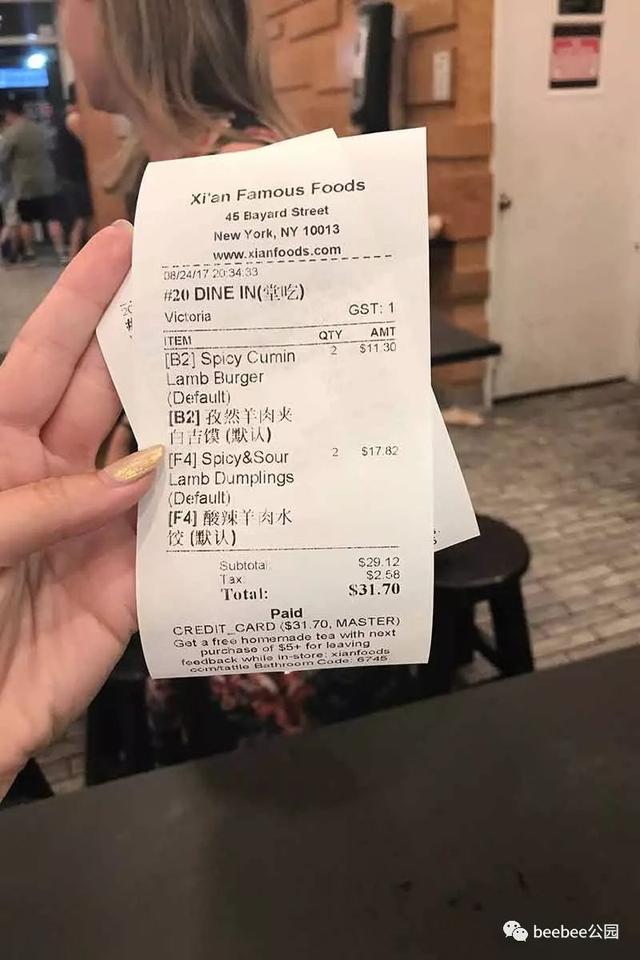 Xi'an Famous Foods
45 Bayard Street
New York, NY 10013
www.xianfoods.com
08/24/17 20:34:33
#20 DINE IN(堂吃)
Victoria GST: 1
ITEM QTY AMT
[B2] Spicy Cumin 2 $11.30
Lamb Burger
(Default)
[B2] 孜然羊肉夹
白吉馍 (默认)
[F4] Spicy&Sour 2 $17.82
Lamb Dumplings
(Default)
[F4] 酸辣羊肉水
饺 (默认)
Subtotal: $29.12
Tax: $2.58
Total: $31.70
Paid
CREDIT_CARD ($31.70, MASTER)
Get a free homemade tea with next
purchase of $5+ for leaving
feedback while in-store: xianfoods
com/tattle Bathroom Code: 6745
beebee公园